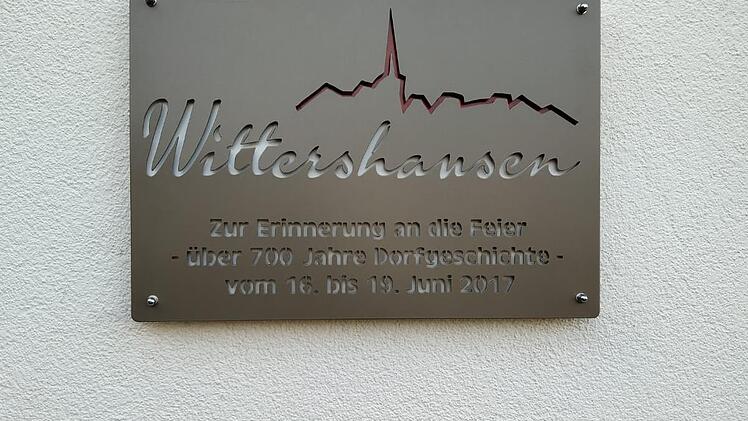 Wittershausen
Zur Erinnerung an die Feier
- über 700 Jahre Dorfgeschichte -
vom 16. bis 19. Juni 2017